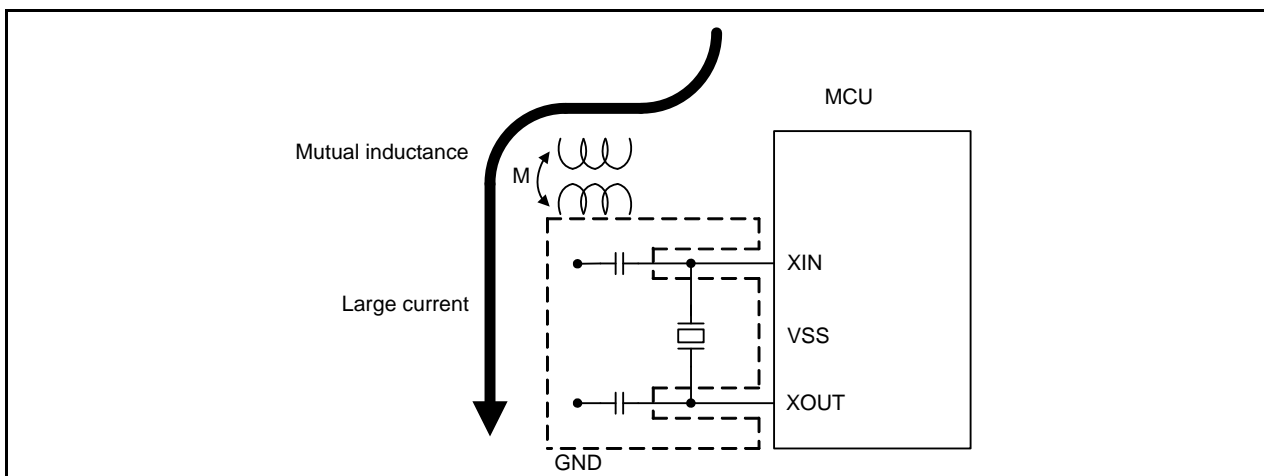 MCU
Mutual inductance
M
XIN
Large current
VSS
XOUT
GND